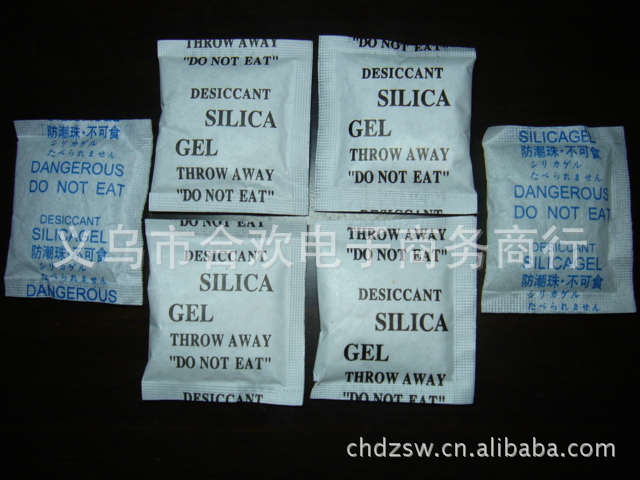 防潮珠·不可食
シリカゲル
たべられません
DANGEROUS
DO NOT EAT
DESICCANT
SILICAGEL
防潮珠·不可食
シリカゲル
たべられません
DANGEROUS
THROW AWAY
"DO NOT EAT"
DESICCANT
SILICA
GEL
THROW AWAY
"DO NOT EAT"
"DO NOT EAT"
DESICCANT
SILICA
GEL
THROW AWAY
"DO NOT EAT"
SILICAGEL
防潮珠·不可食
シリカゲル
たべられません
DANGEROUS
DO NOT EAT
DESICCANT
SILICAGEL
防潮珠·不可食
シリカゲル
たべられません
"DO NOT EAT"
DESICCANT
SILICA
GEL
THROW AWAY
"DO NOT EAT"
DESICCANT
THROW AWAY
"DO NOT EAT"
DESICCANT
SILICA
GEL
THROW AWAY
"DO NOT EAT"
义乌市合欢电子商务商行
chdzsw.cn.alibaba.com